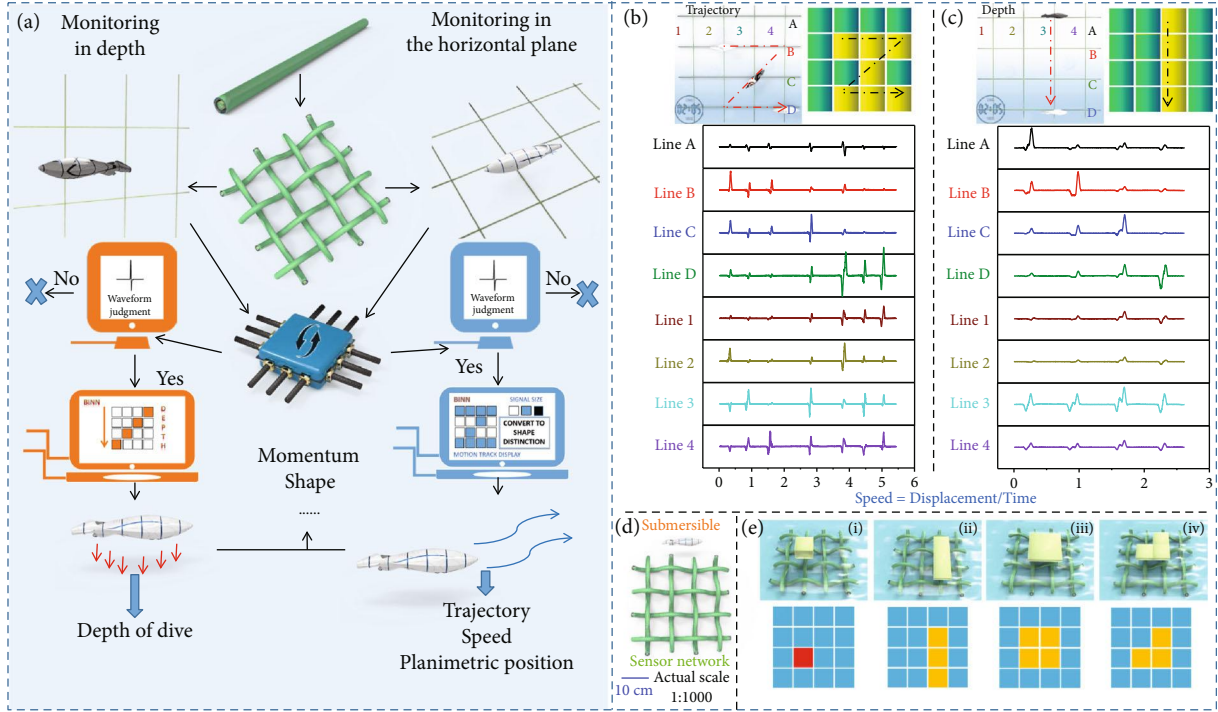 (a)
Monitoring
in depth
Monitoring in
the horizontal plane
No
Waveform
judgment
Yes
BINN
DEPTH
Waveform
judgment
No
Yes
BINN
SIGNAL SIZE
CONVERT TO
SHAPE
DISTINCTION
MOTION TRACK DISPLAY
Momentum
Shape
......
Depth of dive
Trajectory
Speed
Planimetric position
(b)
Trajectory
A
1 2 3 4
B
C
D
02:05
Line A
Line B
Line C
Line D
Line 1
Line 2
Line 3
Line 4
0 1 2 3 4 5 6
(c)
Depth
A
1 2 3 4
B
C
D
02:05
Line A
Line B
Line C
Line D
Line 1
Line 2
Line 3
Line 4
0 1 2 3
Speed = Displacement/Time
(d)
Submersible
Sensor network
Actual scale
10 cm
1:1000
(e)
(i)
(ii)
(iii)
(iv)